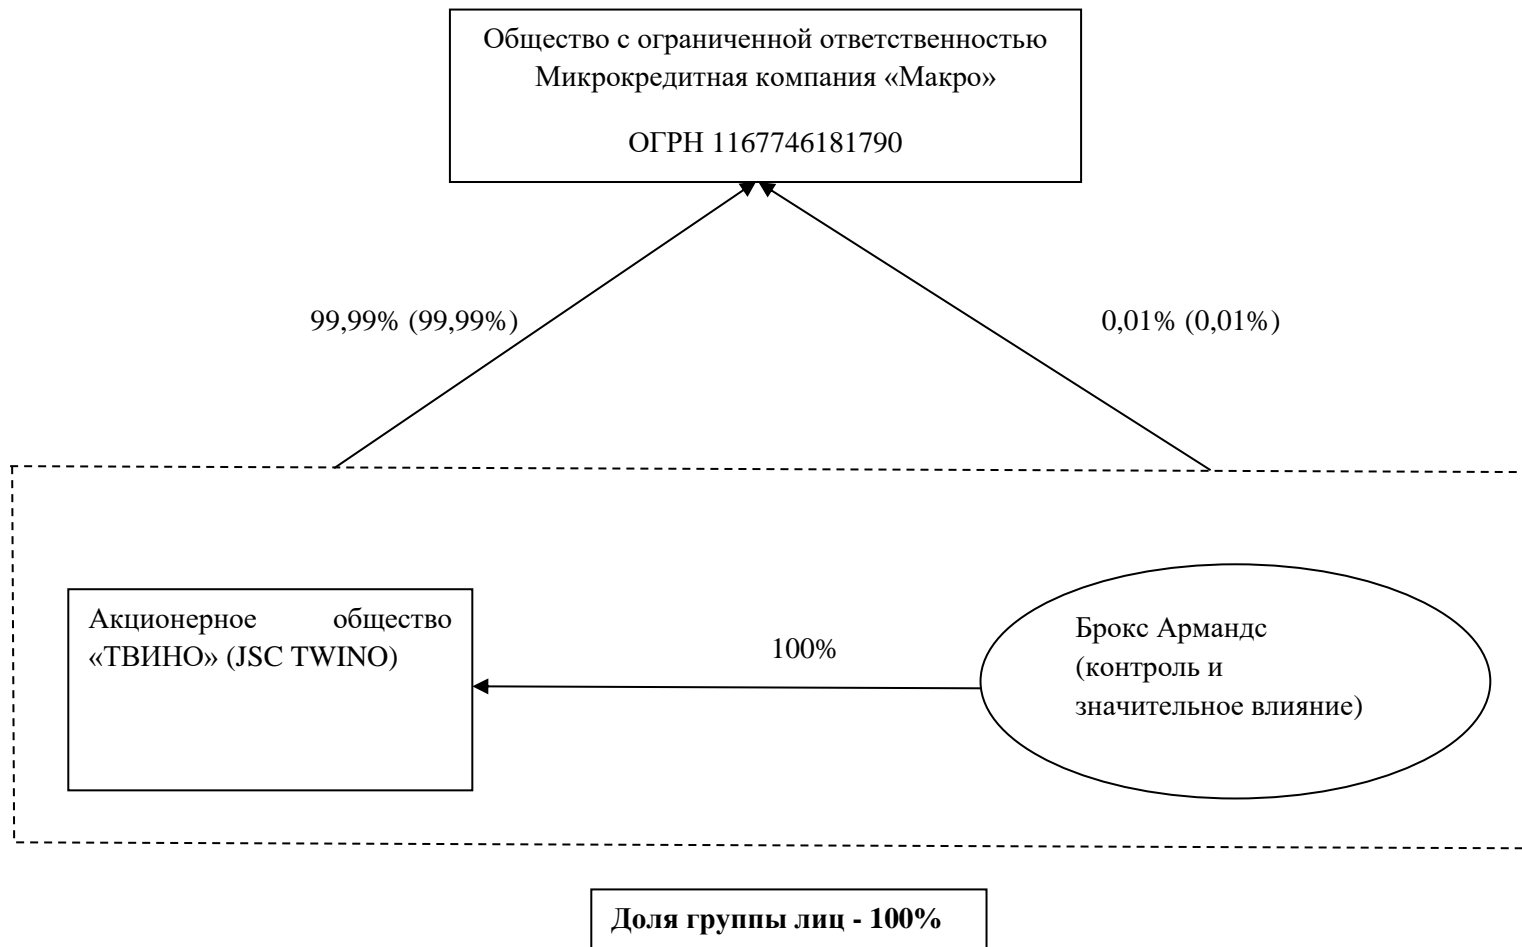 Общество с ограниченной ответственностью
Микрокредитная компания «Макро»
ОГРН 1167746181790
99,99% (99,99%)
0,01% (0,01%)
Акционерное общество
«ТВИНО» (JSC TWINO)
100%
Брокс Армандс
(контроль и
значительное влияние)
Доля группы лиц - 100%